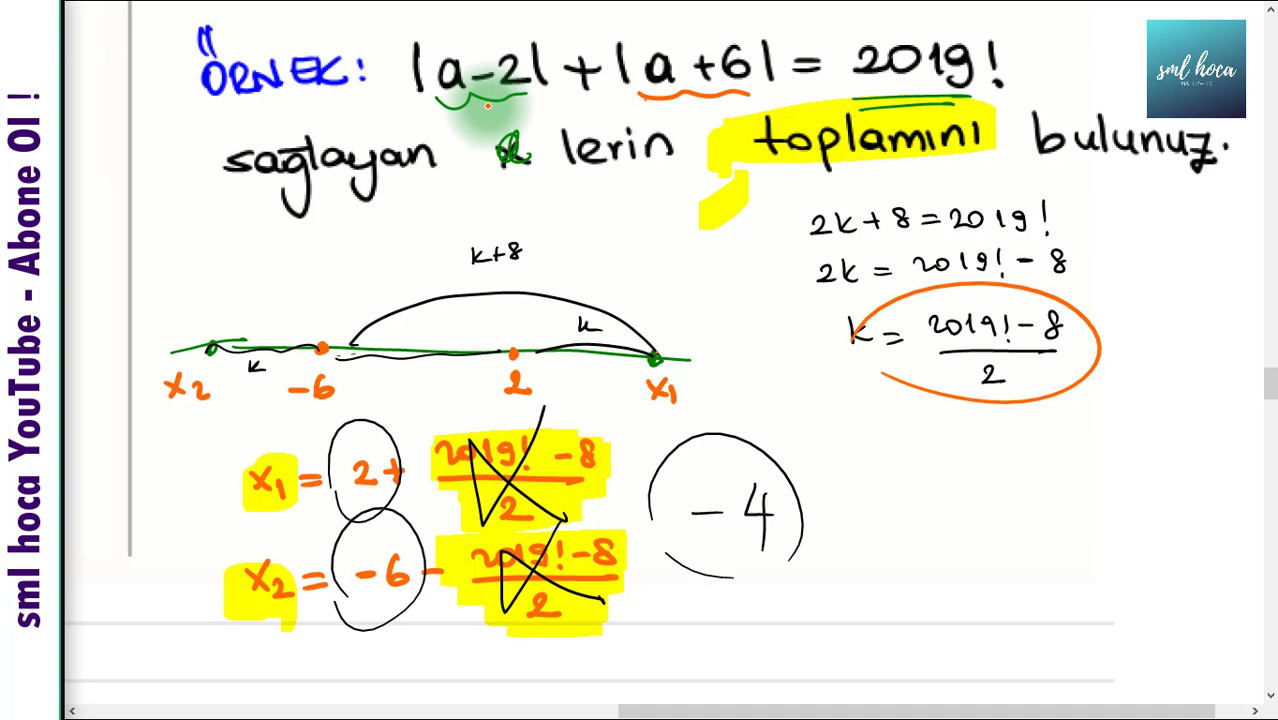 sml hoca YouTube - Abone Ol !
sml hoca
ÖRNEK: |a-2| + |a+6| = 2019!
sağlayan a lerin toplamını bulunuz.
2k+8=2019!
2k = 2019! - 8
k = (2019! - 8)/2
k+8
k
k
x2 -6 2 x1
x1 = 2 + (2019! - 8)/2
x2 = -6 - (2019! - 8)/2
-4